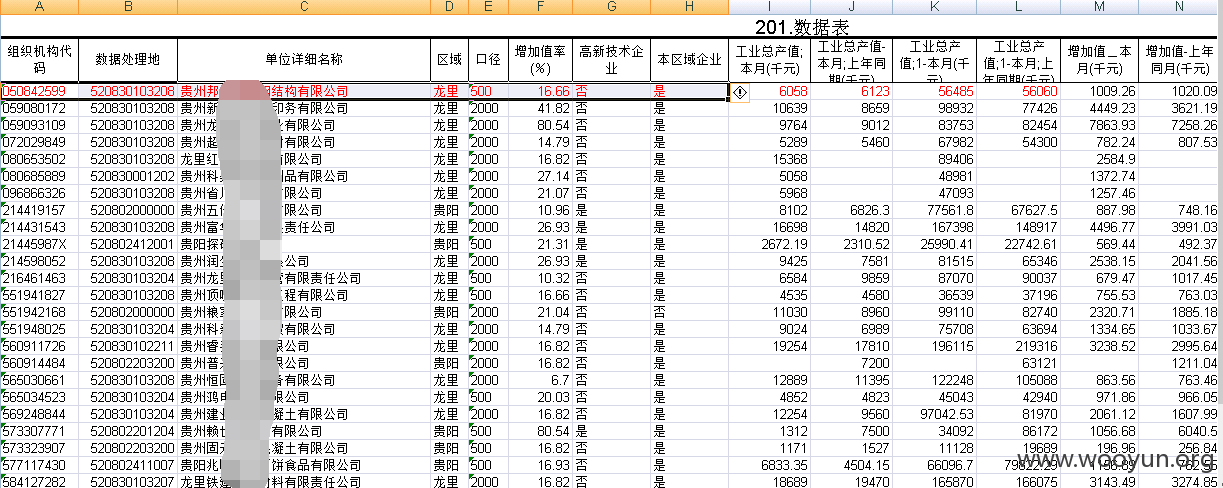 A B C D E F G H I J K L M N
201.数据表
组织机构代码 数据处理地 单位详细名称 区域 口径 增加值率(%) 高新技术企业 本区域企业 工业总产值;本月(千元) 工业总产值-本月;上年同期(千元) 工业总产值;1-本月(千元) 工业总产值;1-本月;上年同期(千元) 增加值__本月(千元) 增加值-上年同月(千元)
050842599 520830103208 贵州邦 结构有限公司 龙里 500 16.66 否 是 6058 6123 56485 56060 1009.26 1020.09
059080172 520830103208 贵州新 印务有限公司 龙里 2000 41.82 否 是 10639 8659 98932 77426 4449.23 3621.19
059093109 520830103208 贵州龙 业有限公司 龙里 2000 80.54 否 是 9764 9012 83753 82454 7863.93 7258.26
072029849 520830103208 贵州超 有限公司 龙里 2000 14.79 否 是 5289 5460 67982 54300 782.24 807.53
080653502 520830103208 龙里红 有限公司 龙里 2000 16.82 否 是 15368 89406 2584.9
080685889 520830001202 贵州科 制品有限公司 龙里 2000 27.14 否 是 5058 48981 1372.74
096866326 520830103208 贵州省 有限公司 龙里 2000 21.07 否 是 5968 47093 1257.46
214419157 520802000000 贵州五 有限公司 贵阳 2000 10.96 是 是 8102 6826.3 77561.8 67627.5 887.98 748.16
214431543 520830103208 贵州富 责任公司 龙里 2000 26.93 是 是 16698 14820 167398 148917 4496.77 3991.03
21445987X 520802412001 贵阳探 有限公司 贵阳 500 21.31 是 是 2672.19 2310.52 25990.41 22742.61 569.44 492.37
214598052 520830103208 贵州润 公司 龙里 2000 26.93 是 是 9425 7581 81515 65346 2538.15 2041.56
216461463 520830103204 贵州龙 有限责任公司 龙里 500 10.32 否 是 6584 9859 87070 90037 679.47 1017.45
551941827 520830103208 贵州顶 工程有限公司 龙里 500 16.66 否 是 4535 4580 36539 37196 755.53 763.03
551942168 520802000000 贵州粮 有限公司 贵阳 2000 21.04 否 否 11030 8960 99110 82740 2320.71 1885.18
551948025 520830103204 贵州科 有限公司 龙里 2000 14.79 否 是 9024 6989 75708 63694 1334.65 1033.67
560911726 520830102211 贵州睿 有限公司 龙里 2000 16.82 否 是 19254 17810 196115 219316 3238.52 2995.64
560914484 520802203200 贵州普 有限公司 贵阳 2000 16.82 否 是 7200 63121 1211.04
565030661 520830103208 贵州恒 备有限公司 龙里 2000 6.7 否 是 12889 11395 122248 105088 863.56 763.46
565034523 520830103204 贵州鸿 有限公司 龙里 500 20.03 否 是 4852 4823 45043 42940 971.86 966.05
569248844 520830103204 贵州建 凝土有限公司 龙里 2000 16.82 否 是 12254 9560 97042.53 81970 2061.12 1607.99
573307771 520802201204 贵州赖 有限公司 贵阳 500 80.54 是 是 1312 7500 34092 86172 1056.68 6040.5
573323907 520802203200 贵州固 凝土有限公司 贵阳 500 16.82 否 是 1171 1527 11128 19689 196.96 256.84
577117430 520802411007 贵阳兆 饼食品有限公司 贵阳 500 16.93 否 是 6833.35 4504.15 66096.7
584127282 520830103207 龙里铁 材料有限责任公司 龙里 2000 16.82 否 是 18689 19470 165870 166075 3143.49 3274.85
www.wooyun.org